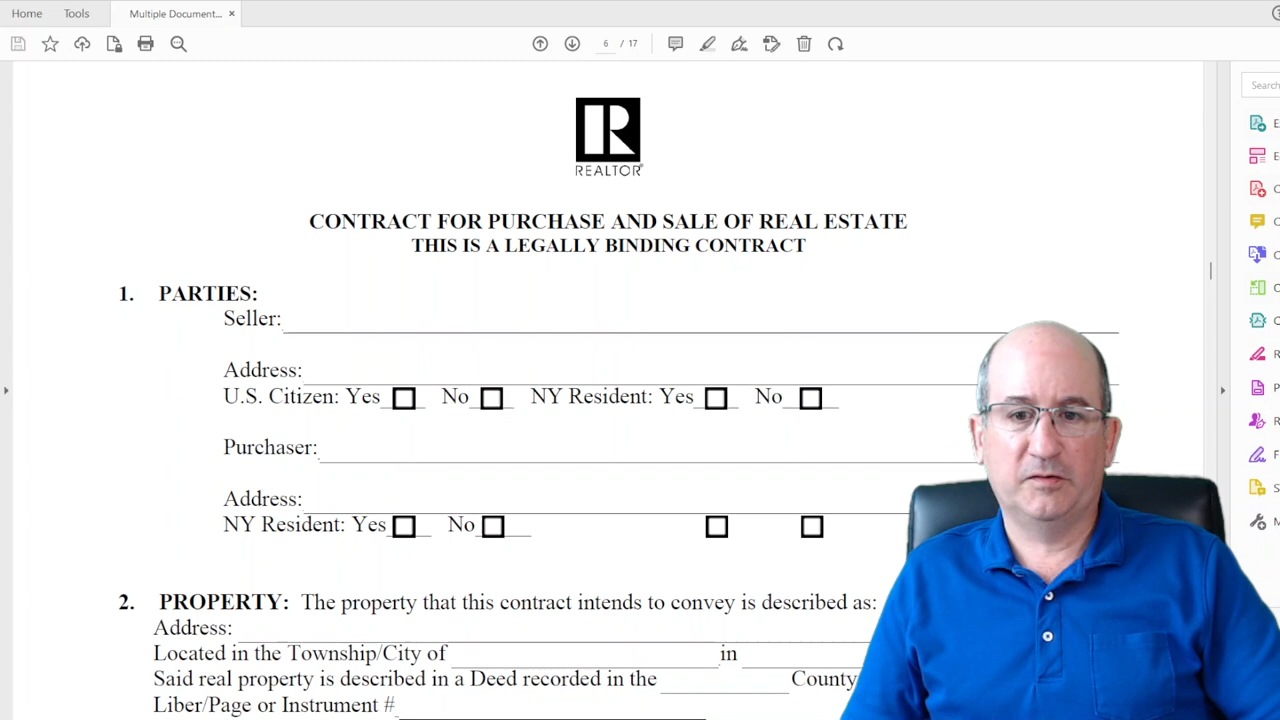 Home Tools Multiple Document... ×
6 / 17
Search
REALTOR®
CONTRACT FOR PURCHASE AND SALE OF REAL ESTATE
THIS IS A LEGALLY BINDING CONTRACT
1. PARTIES:
Seller:
Address:
U.S. Citizen: Yes No NY Resident: Yes No
Purchaser:
Address:
NY Resident: Yes No
2. PROPERTY: The property that this contract intends to convey is described as:
Address:
Located in the Township/City of in
Said real property is described in a Deed recorded in the County
Liber/Page or Instrument #